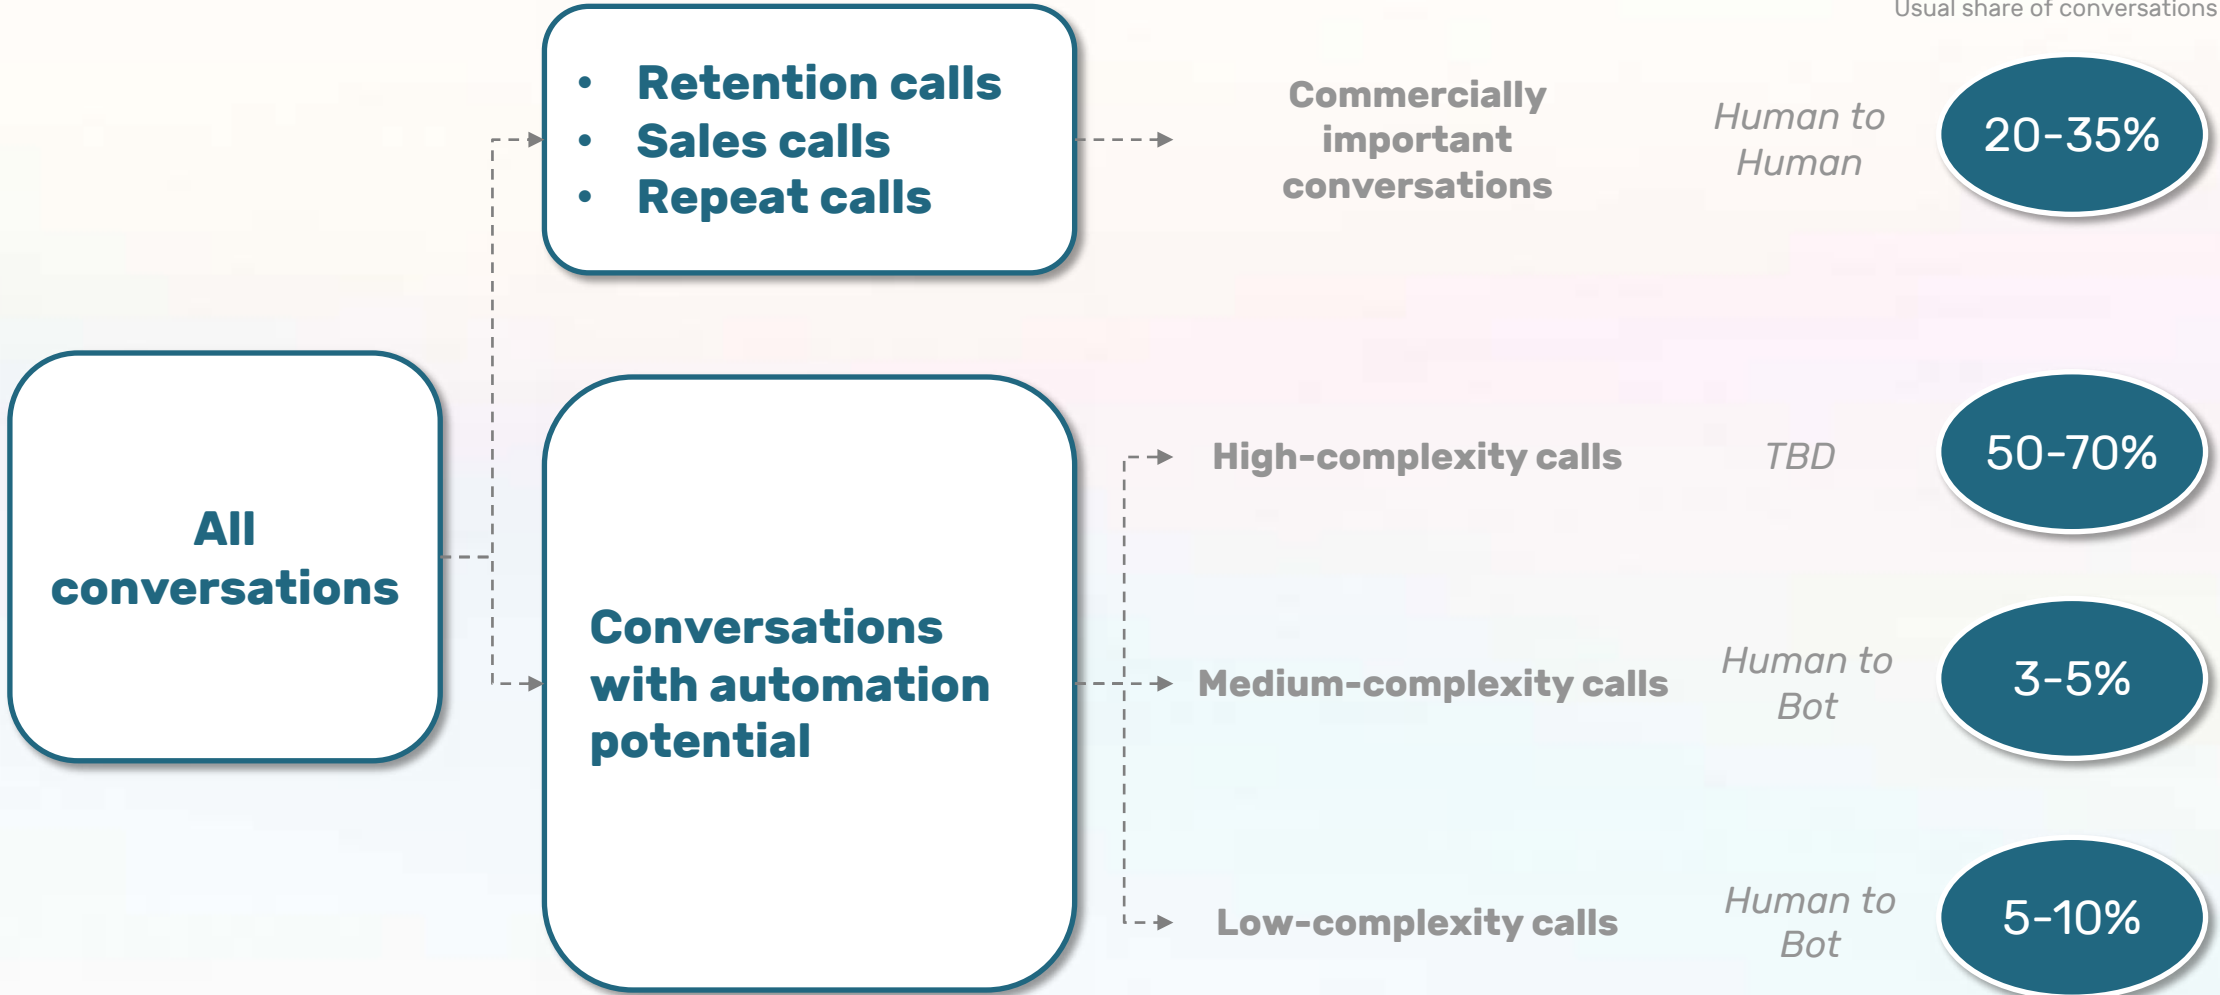 Usual share of conversations
• Retention calls
• Sales calls
• Repeat calls
Commercially
important
conversations
Human to
Human
20-35%
All
conversations
Conversations
with automation
potential
High-complexity calls
TBD
50-70%
Medium-complexity calls
Human to
Bot
3-5%
Low-complexity calls
Human to
Bot
5-10%